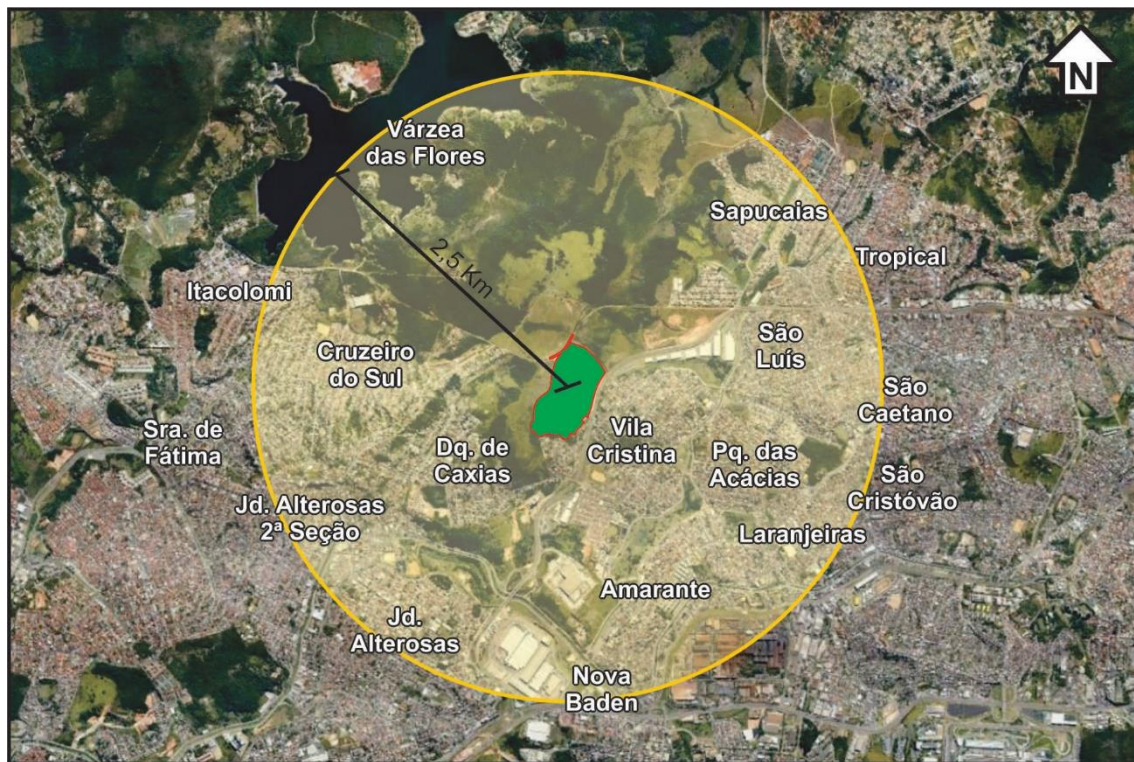 N
Várzea
das Flores
Sapucaias
2,5 Km
Tropical
Itacolomi
São
Luís
Cruzeiro
do Sul
São
Caetano
Sra. de
Fátima
Vila
Cristina
Dq. de
Caxias
Pq. das
Acácias
São
Cristóvão
Jd. Alterosas
2ª Seção
Laranjeiras
Amarante
Jd.
Alterosas
Nova
Baden